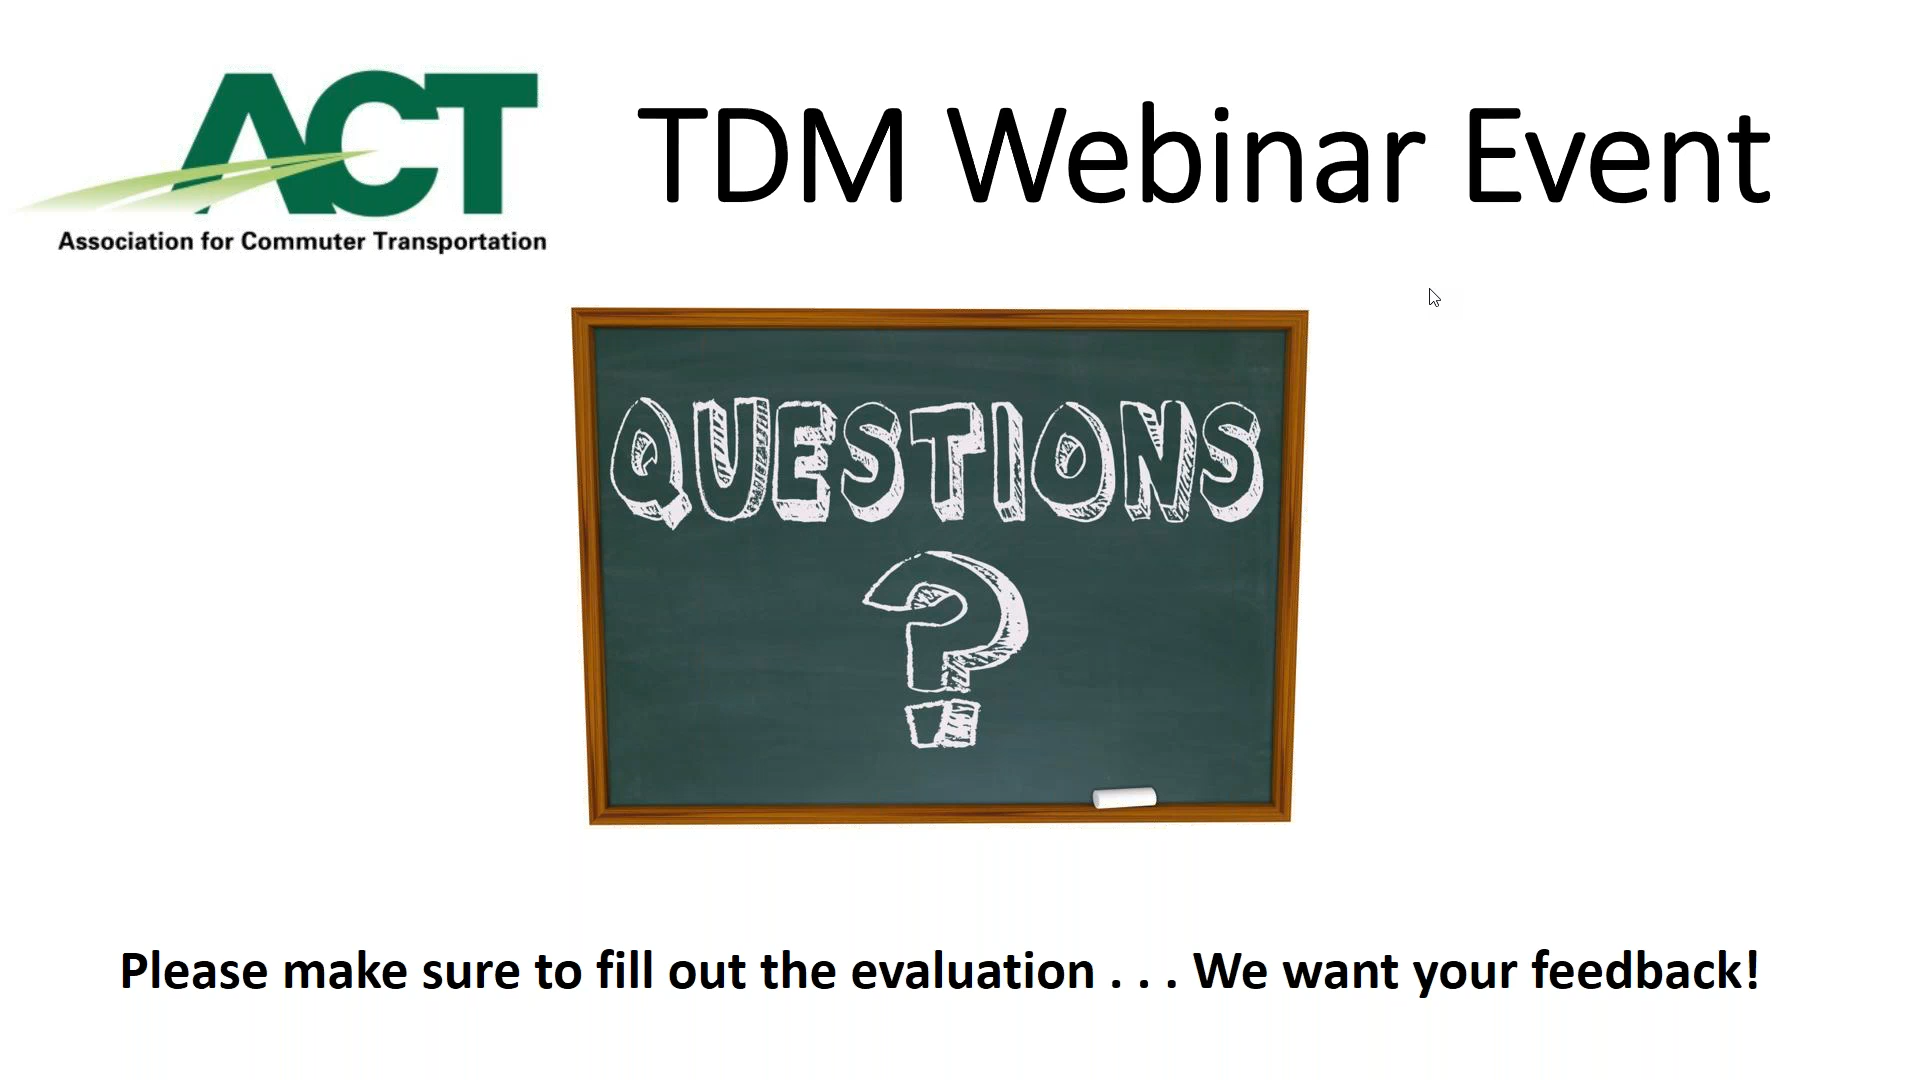 ACT
Association for Commuter Transportation
TDM Webinar Event
QUESTIONS
?
Please make sure to fill out the evaluation . . . We want your feedback!